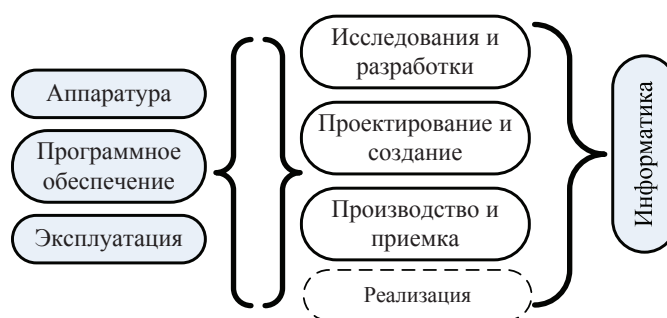 Аппаратура
Программное
обеспечение
Эксплуатация
Исследования и
разработки
Проектирование и
создание
Производство и
приемка
Реализация
Информатика